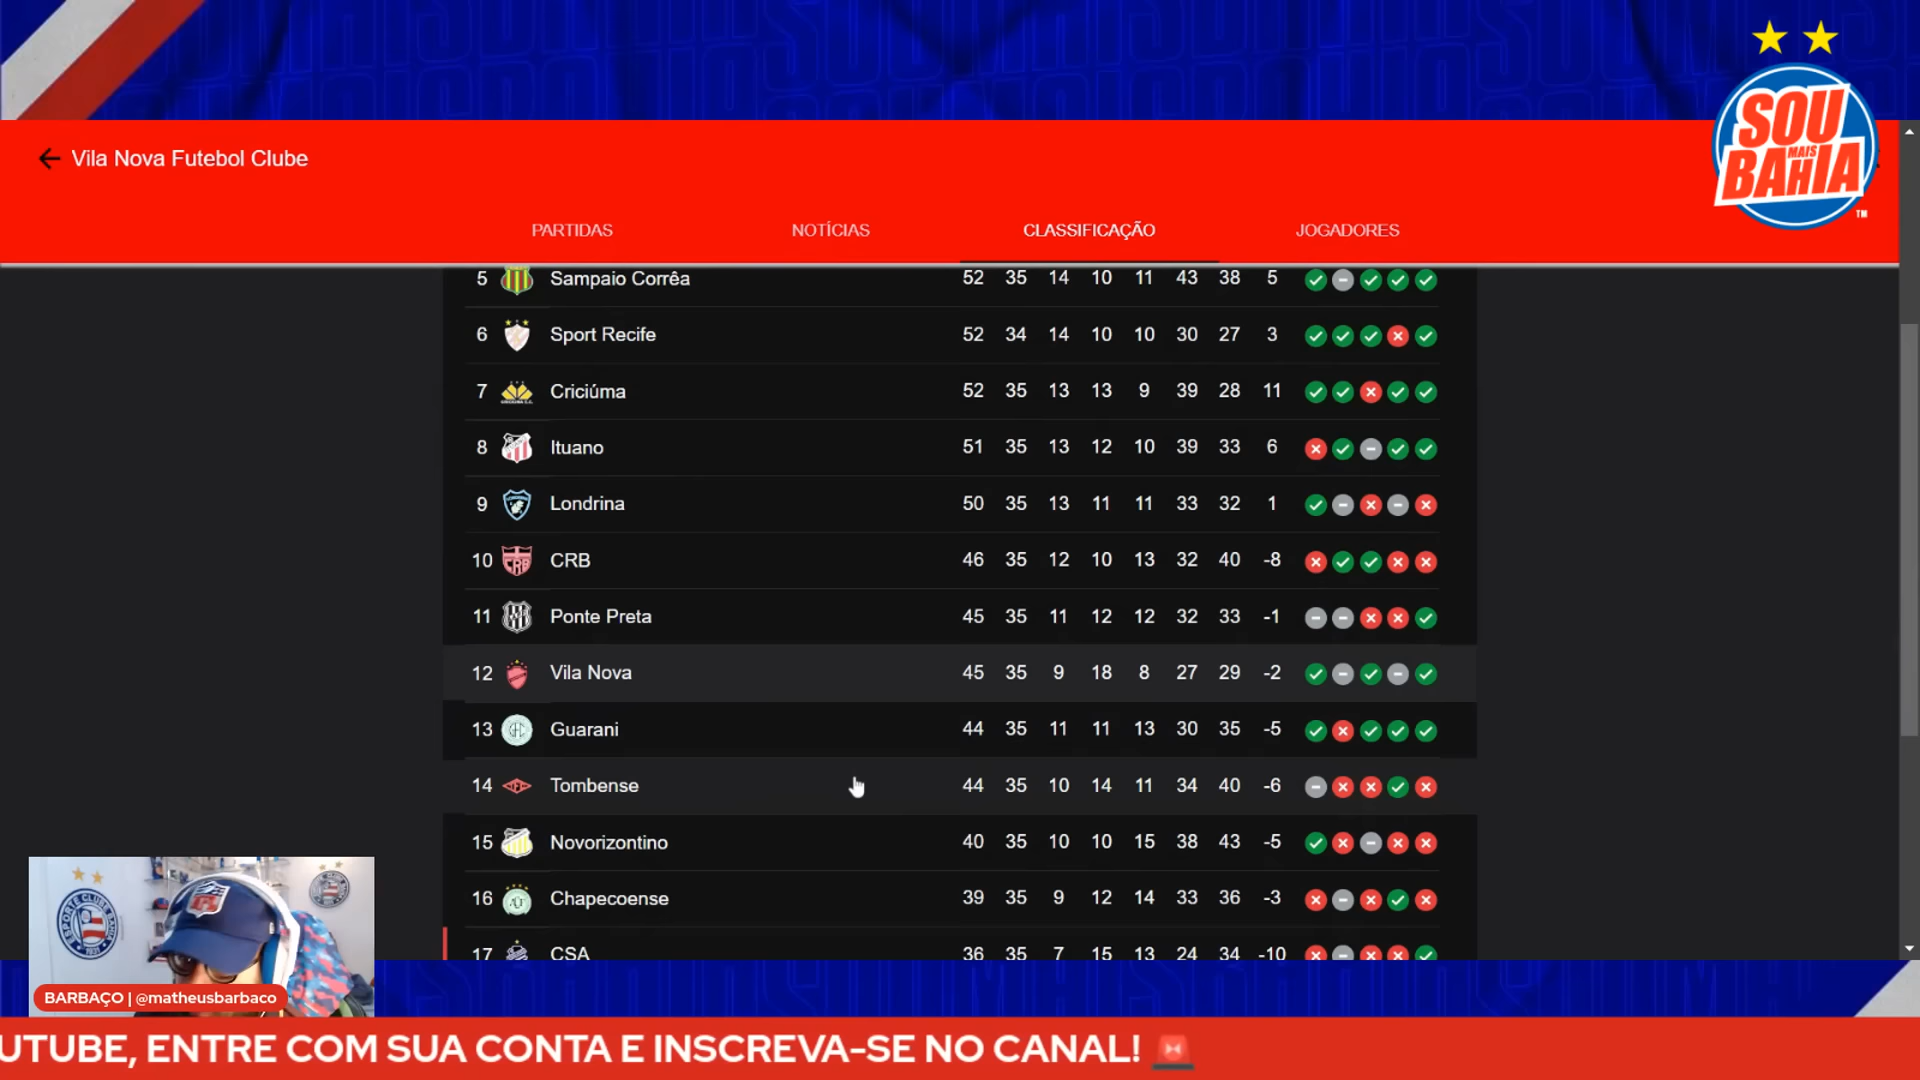 SOU
MAIS
BAHIA
TM
Vila Nova Futebol Clube
PARTIDAS NOTÍCIAS CLASSIFICAÇÃO JOGADORES
5 Sampaio Corrêa 52 35 14 10 11 43 38 5
6 Sport Recife 52 34 14 10 10 30 27 3
7 Criciúma 52 35 13 13 9 39 28 11
8 Ituano 51 35 13 12 10 39 33 6
9 Londrina 50 35 13 11 11 33 32 1
10 CRB 46 35 12 10 13 32 40 -8
11 Ponte Preta 45 35 11 12 12 32 33 -1
12 Vila Nova 45 35 9 18 8 27 29 -2
13 Guarani 44 35 11 11 13 30 35 -5
14 Tombense 44 35 10 14 11 34 40 -6
15 Novorizontino 40 35 10 10 15 38 43 -5
16 Chapecoense 39 35 9 12 14 33 36 -3
17 CSA 36 35 7 15 13 24 34 -10
BARBAÇO | @matheusbarbaco
UTUBE, ENTRE COM SUA CONTA E INSCREVA-SE NO CANAL!